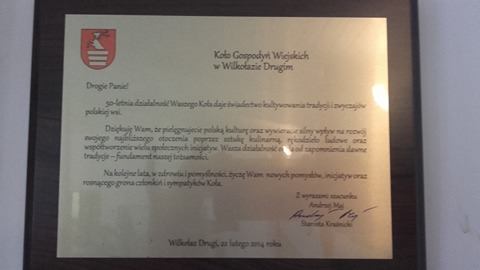 Koło Gospodyń Wiejskich
w Wilkołazie Drugim
Drogie Panie!
50-letnia działalność Waszego Koła daje świadectwo kultywowania tradycji i zwyczajów
polskiej wsi.
Dziękuję Wam, że pielęgnujecie polską kulturę oraz wywieracie silny wpływ na rozwój
swojego najbliższego otoczenia poprzez sztukę kulinarną, rękodzieło ludowe oraz
współtworzenie wielu społecznych inicjatyw. Wasza działalność od zapomnienia dawne
tradycje – fundament naszej tożsamości.
Na kolejne lata, w zdrowiu i pomyślności, życzę Wam nowych pomysłów, inicjatyw oraz
rosnącego grona członkiń i sympatyków Koła.
Z wyrazami szacunku
Andrzej Maj
Starosta Kraśnicki
Wilkołaz Drugi, 22 lutego 2014 roku